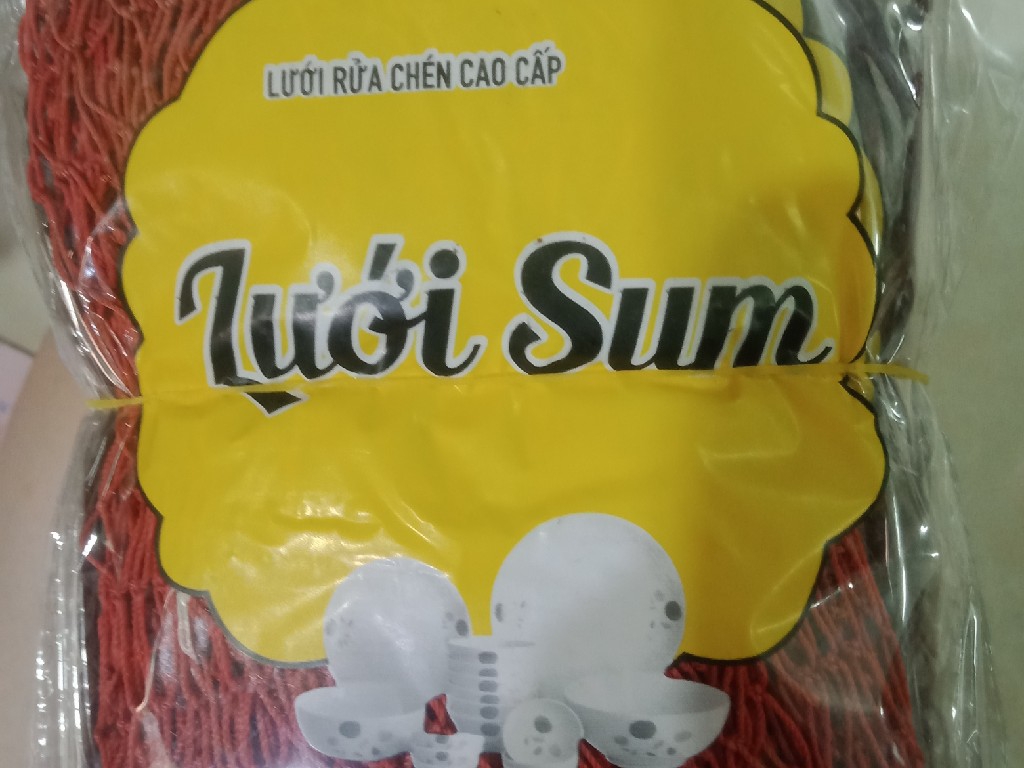 LƯỚI RỬA CHÉN CAO CẤP
Lưới Sum